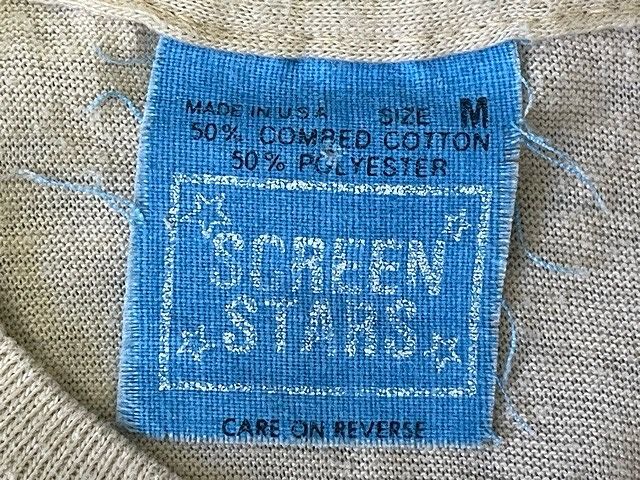 MADE IN U.S.A. SIZE M
50% COMBED COTTON
50% POLYESTER
SCREEN
STARS
CARE ON REVERSE